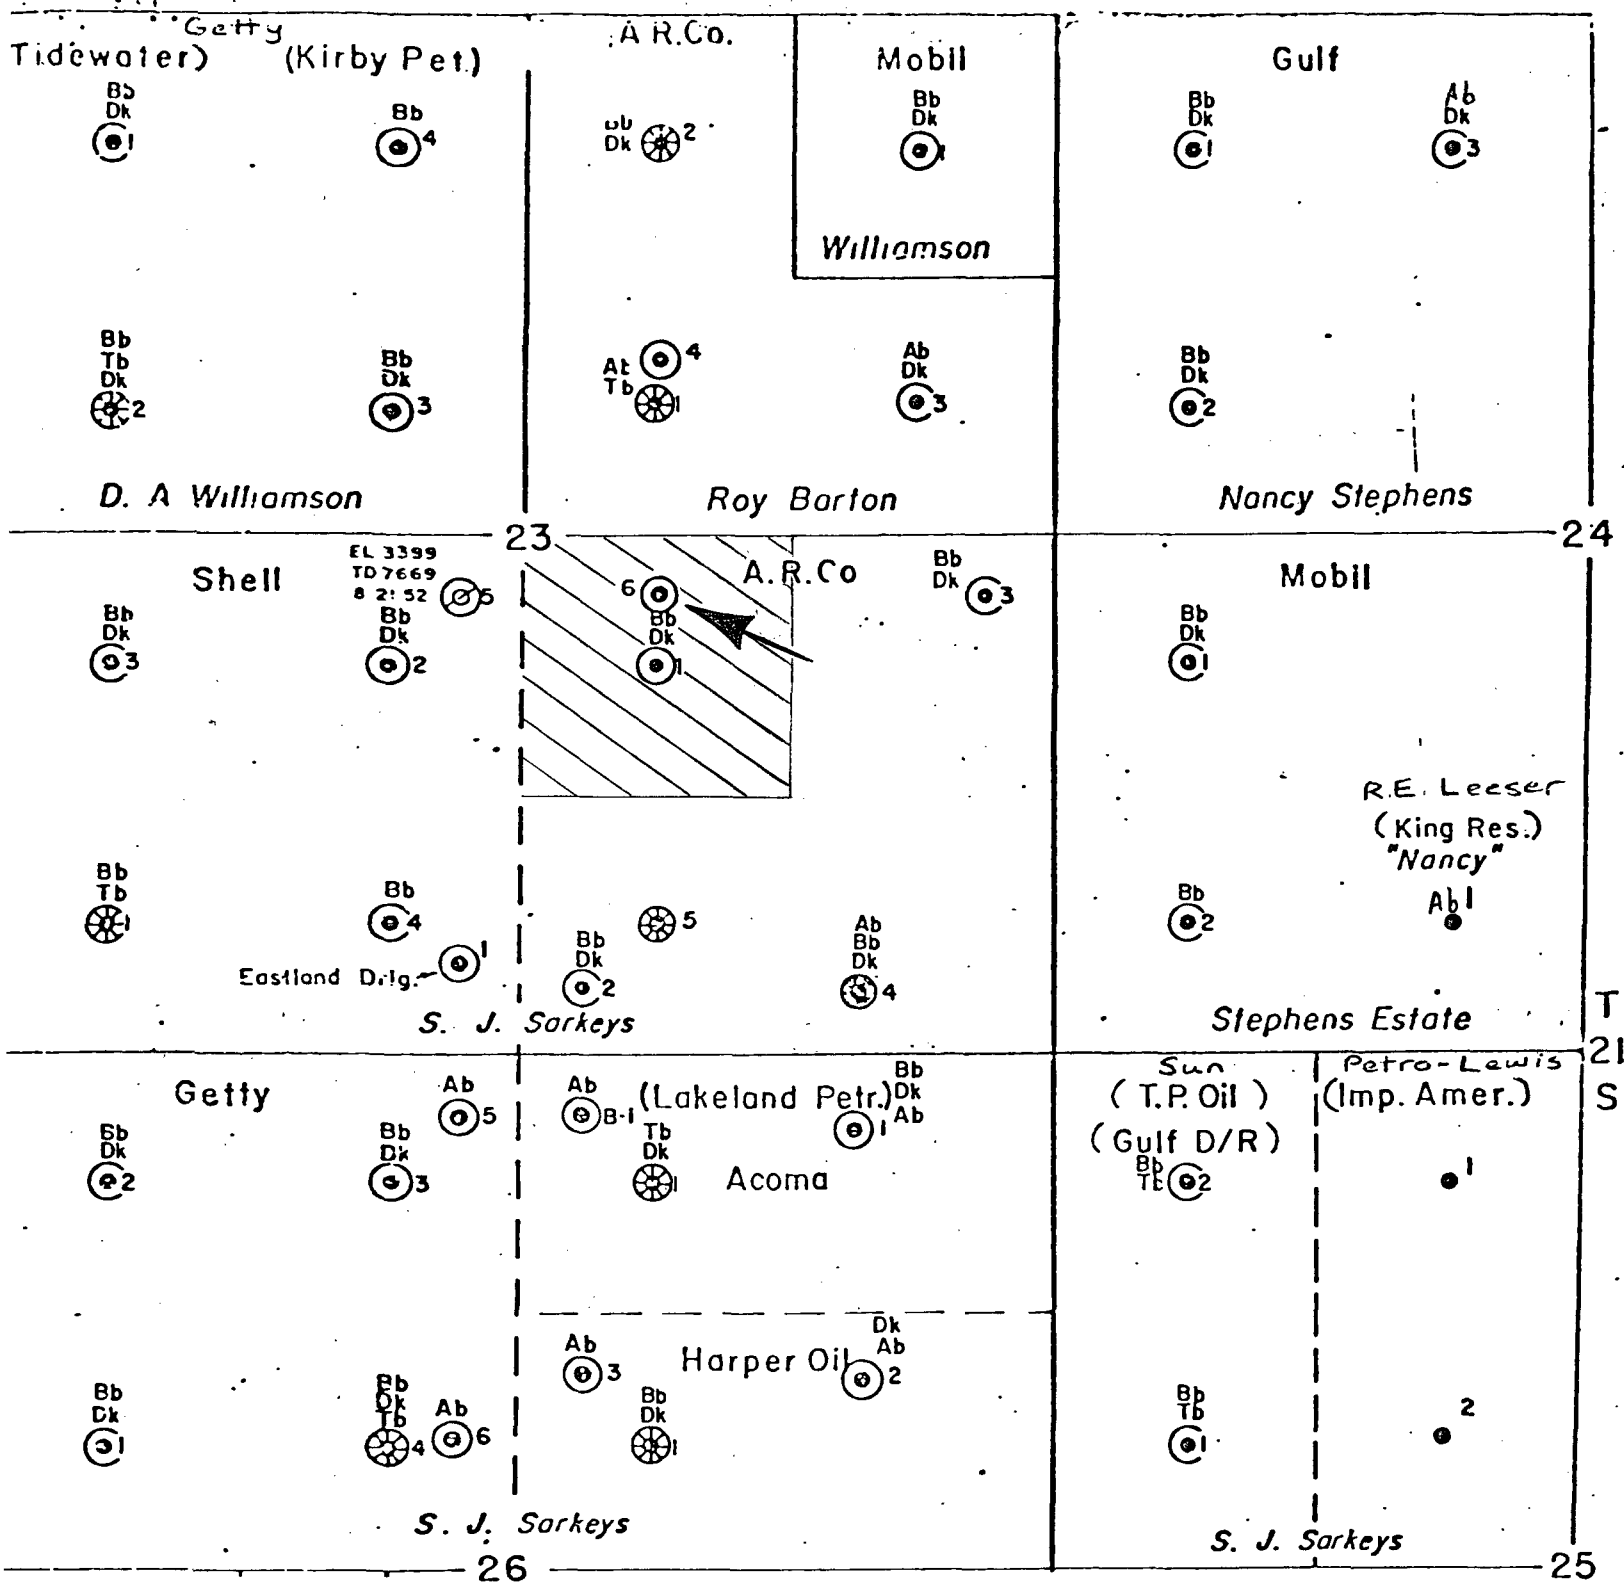 Getty
Tidewater) (Kirby Pet.)
A R.Co.
Mobil
Gulf
Bb
Dk
1
Bb
4
Dk
2
Bb
Dk
1
Bb
Dk
1
Ab
Dk
3
Williamson
Bb
Tb
Dk
2
Bb
Dk
3
4
Tb
1
Ab
Dk
3
Bb
Dk
2
D. A Williamson
Roy Barton
Nancy Stephens
23
24
Shell
EL 3399
TD 7669
8 2! 52
5
A.R.Co
Mobil
Bb
Dk
3
Bb
Dk
2
6
Bb
Dk
1
Bb
Dk
3
Bb
Dk
1
R.E. Leeser
(King Res.)
"Nancy"
Ab 1
Bb
Tb
1
Bb
4
1
Eastland Drlg.
Bb
Dk
2
5
Ab
Bb
Dk
4
Bb
2
S. J. Sarkeys
Stephens Estate
T
21
S
Getty
Ab
5
Ab
B-1
(Lakeland Petr.)
Bb
Dk
Ab
1
Sun
(T.P. Oil)
(Gulf D/R)
Petro-Lewis
(Imp. Amer.)
Bb
Dk
2
Bb
Dk
3
Tb
Dk
1
Acoma
Bb
2
1
Ab
3
Harper Oil
Dk
Ab
2
Bb
Dk
1
Bb
Dk
Tb
4
Ab
6
Bb
Dk
1
Bb
Tb
1
2
S. J. Sarkeys
S. J. Sarkeys
26
25